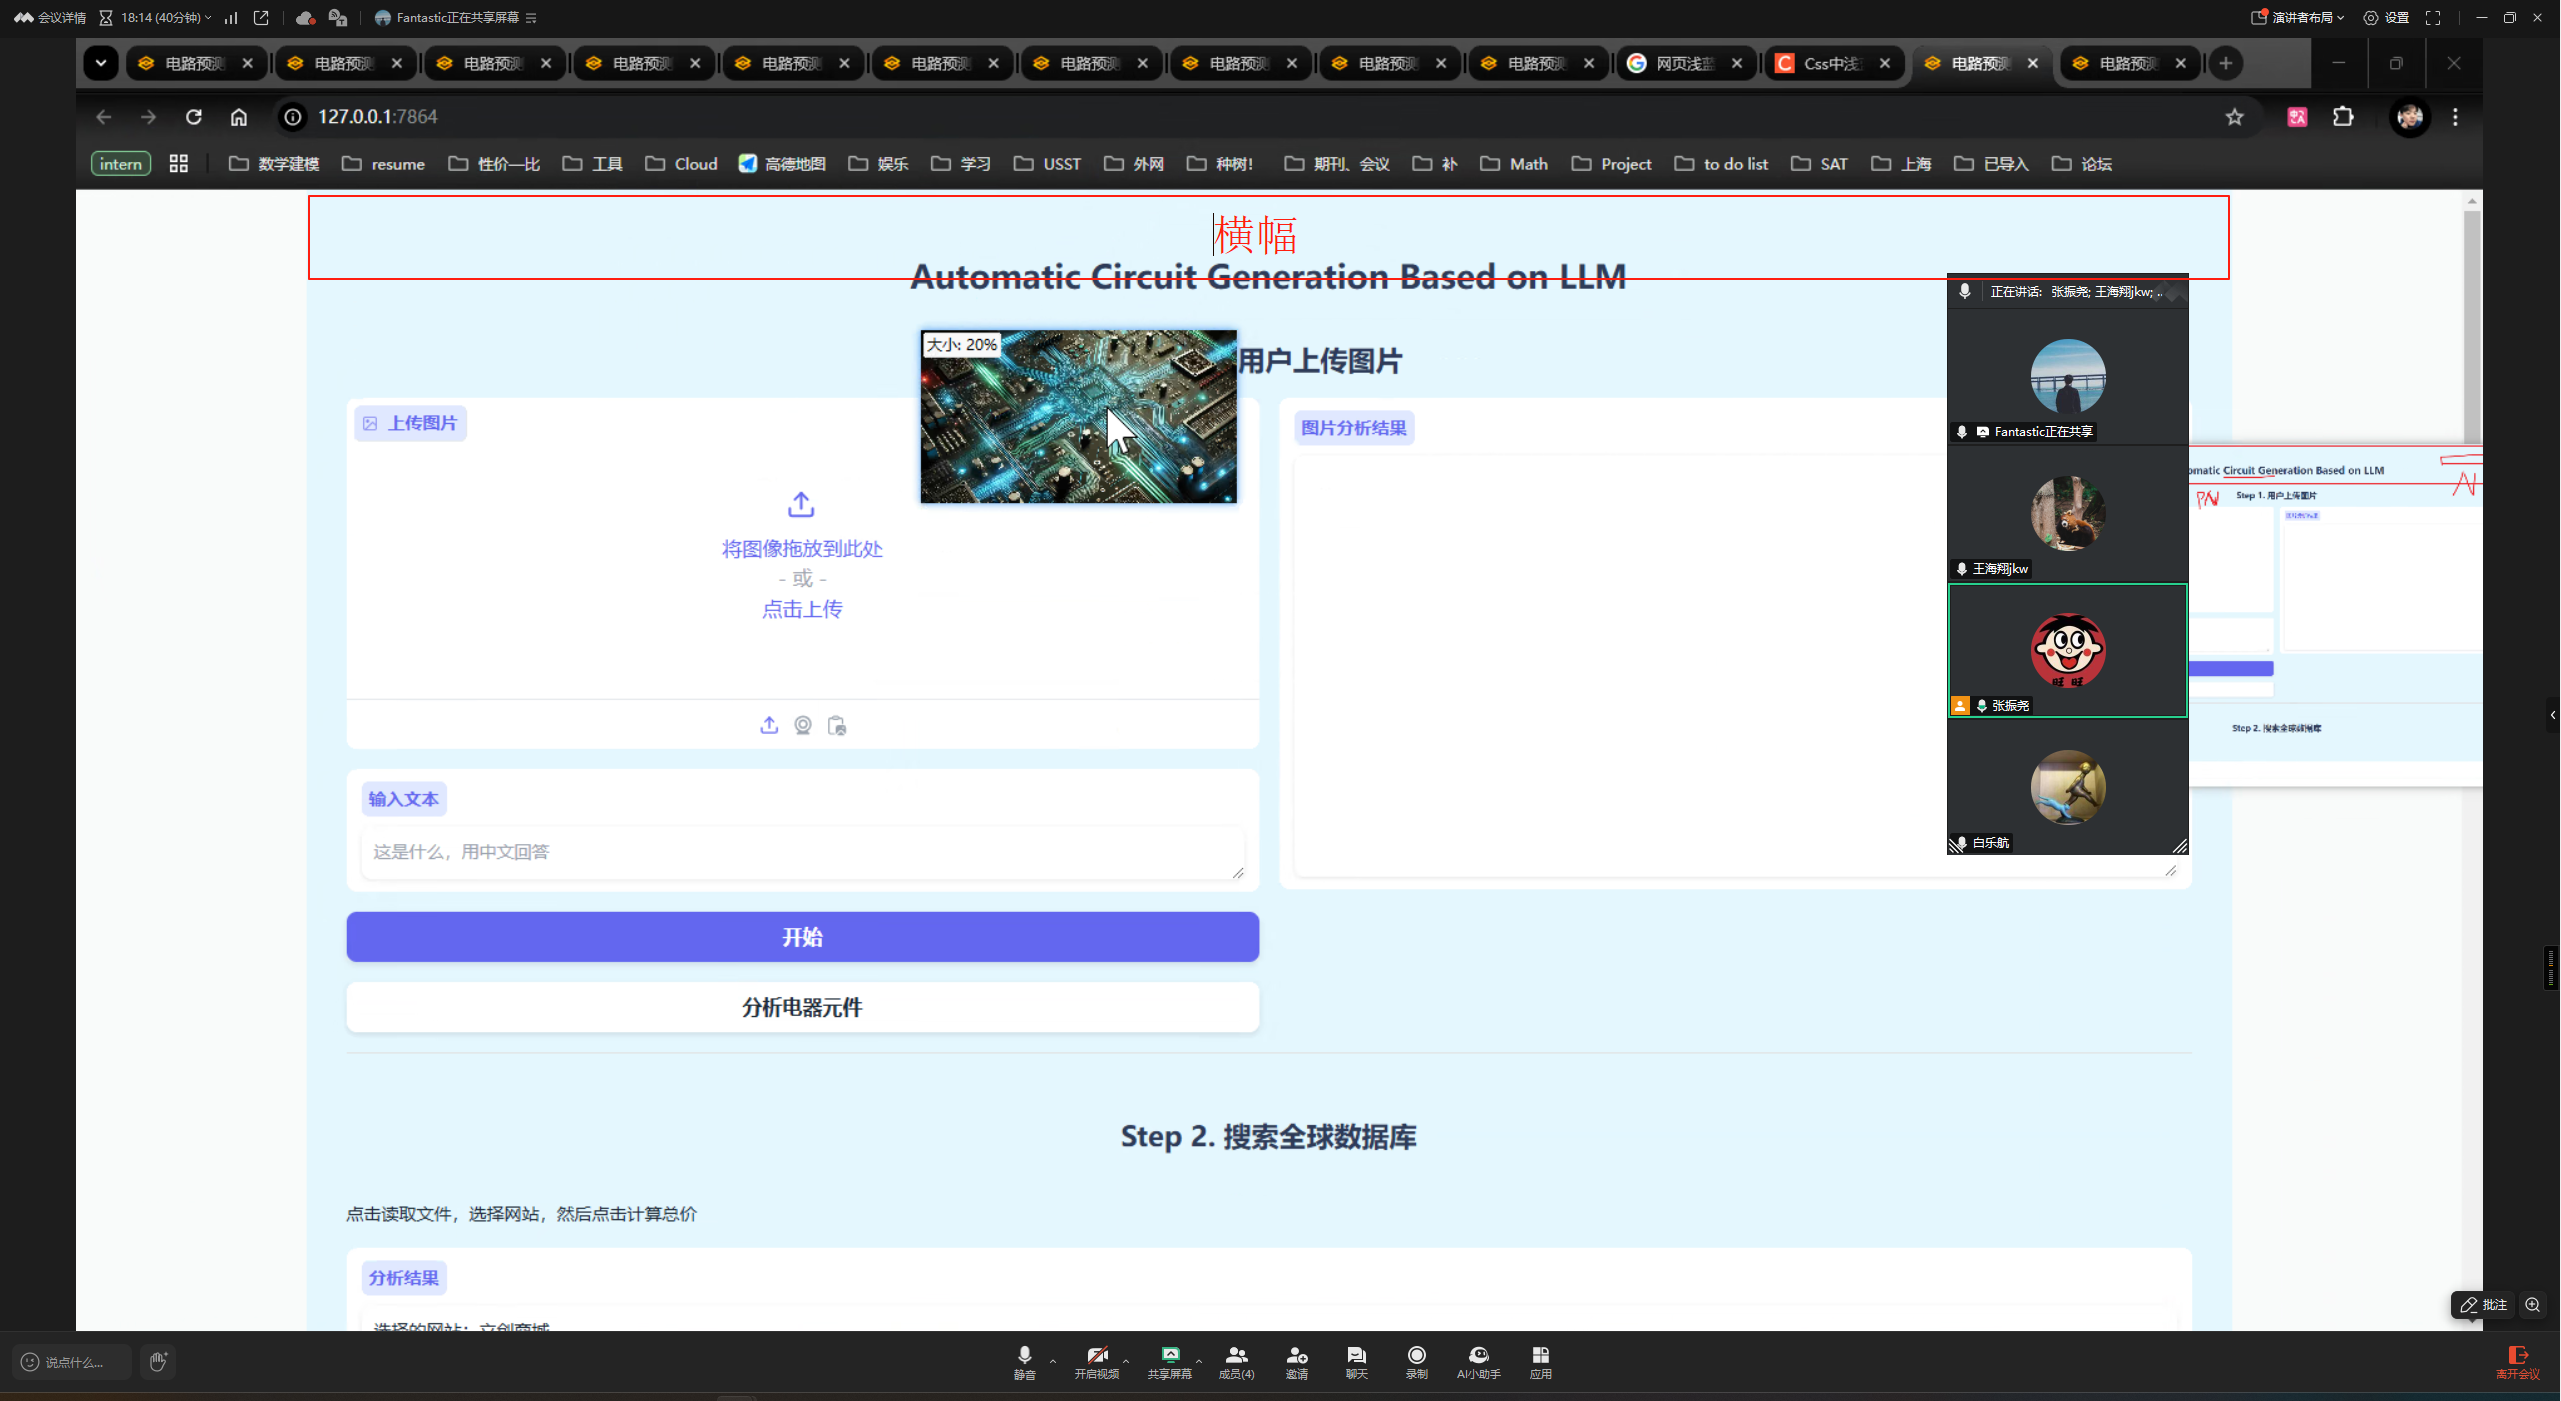 会议详情
18:14 (40分钟)
Fantastic正在共享屏幕
演讲者布局
设置
电路预测
电路预测
电路预测
电路预测
电路预测
电路预测
电路预测
电路预测
电路预测
电路预测
网页浅蓝
Css中浅
电路预测
电路预测
127.0.0.1:7864
intern
数学建模
resume
性价一比
工具
Cloud
高德地图
娱乐
学习
USST
外网
种树!
期刊、会议
补
Math
Project
to do list
SAT
上海
已导入
论坛
横幅
Automatic Circuit Generation Based on LLM
大小: 20%
用户上传图片
上传图片
将图像拖放到此处
- 或 -
点击上传
图片分析结果
输入文本
这是什么，用中文回答
开始
分析电器元件
Step 2. 搜索全球数据库
点击读取文件，选择网站，然后点击计算总价
分析结果
选择的网站：立创商城
正在讲话: 张振尧; 王海翔jkw; ..
Fantastic正在共享
王海翔jkw
旺旺
张振尧
白乐航
omatic Circuit Generation Based on LLM
Step 1. 用户上传图片
图片分析结果
Step 2. 搜索全球数据库
批注
说点什么...
静音
开启视频
共享屏幕
成员(4)
邀请
聊天
录制
AI小助手
应用
离开会议